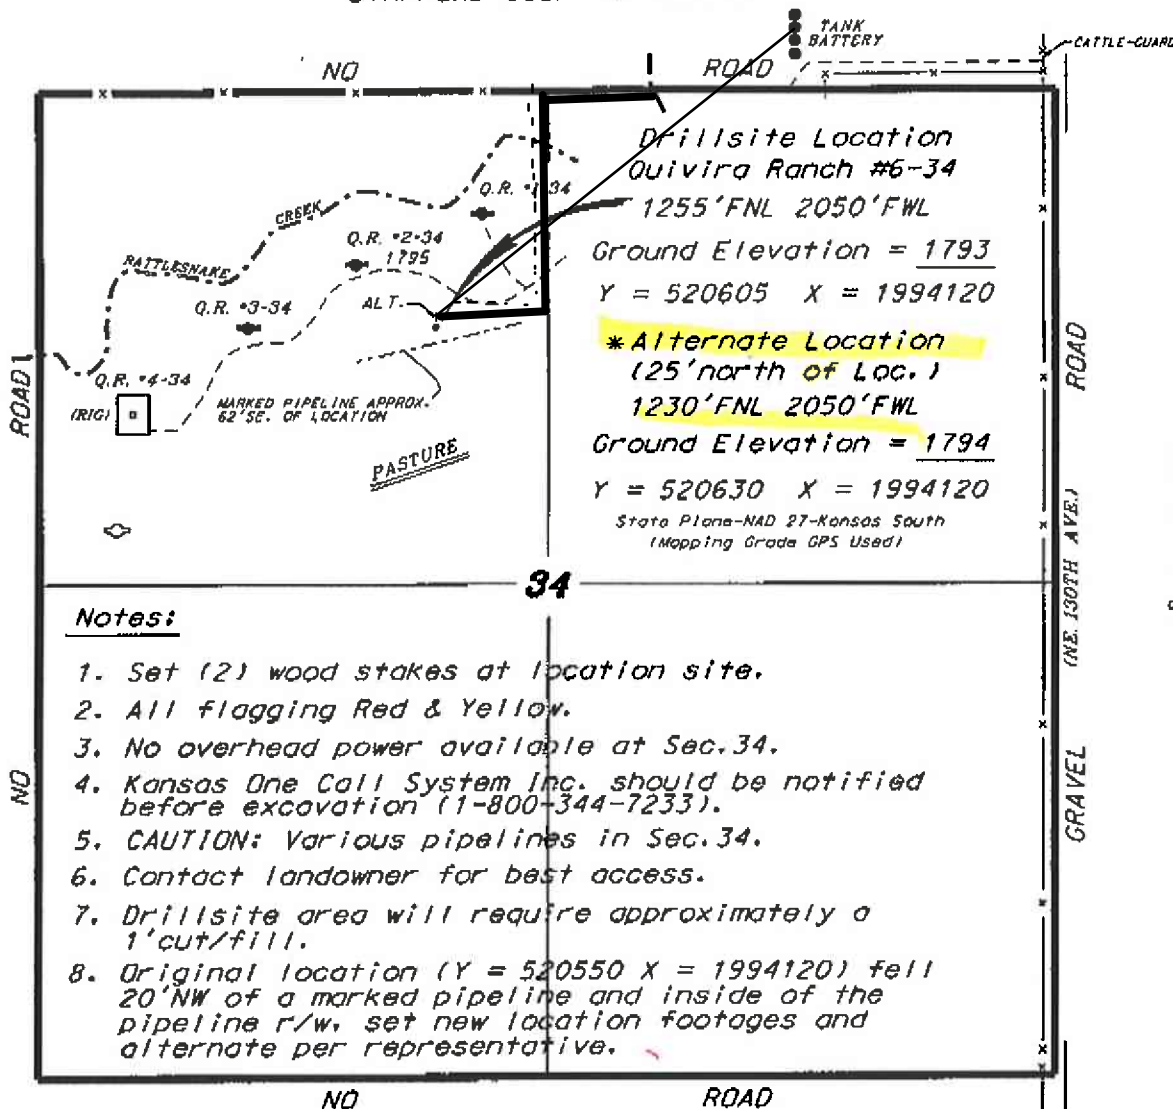 TANK
BATTERY
CATTLE-GUARD
NO
ROAD
Drillsite Location
Quivira Ranch #6-34
1255'FNL 2050'FWL
Ground Elevation = 1793
Y = 520605 X = 1994120
*Alternate Location
(25'north of Loc.)
1230'FNL 2050'FWL
Ground Elevation = 1794
Y = 520630 X = 1994120
State Plane-NAD 27-Kansas South
(Mapping Grade GPS Used)
Q.R. -34
CREEK
Q.R. •2-34
1795
RATTLESNAKE
Q.R. •3-34
ALT.
Q.R. •4-34
(RIG)
MARKED PIPELINE APPROX.
62'SE. OF LOCATION
PASTURE
ROAD
NO
ROAD
(NE. 130TH AVE.)
GRAVEL
34
Notes:
1. Set (2) wood stakes at location site.
2. All flagging Red & Yellow.
3. No overhead power available at Sec.34.
4. Kansas One Call System Inc. should be notified
before excavation (1-800-344-7233).
5. CAUTION: Various pipelines in Sec.34.
6. Contact landowner for best access.
7. Drillsite area will require approximately a
1'cut/fill.
8. Original location (Y = 520550 X = 1994120) fell
20'NW of a marked pipeline and inside of the
pipeline r/w, set new location footages and
alternate per representative.
NO
ROAD